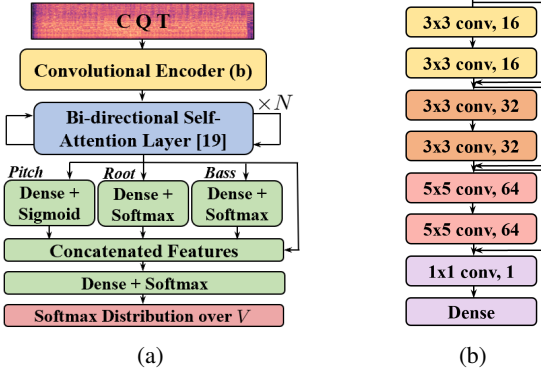 CQT
Convolutional Encoder (b)
Bi-directional Self-
Attention Layer [19]
×N
Pitch
Dense +
Sigmoid
Root
Dense +
Softmax
Bass
Dense +
Softmax
Concatenated Features
Dense + Softmax
Softmax Distribution over V
(a)
3x3 conv, 16
3x3 conv, 16
3x3 conv, 32
3x3 conv, 32
5x5 conv, 64
5x5 conv, 64
1x1 conv, 1
Dense
(b)